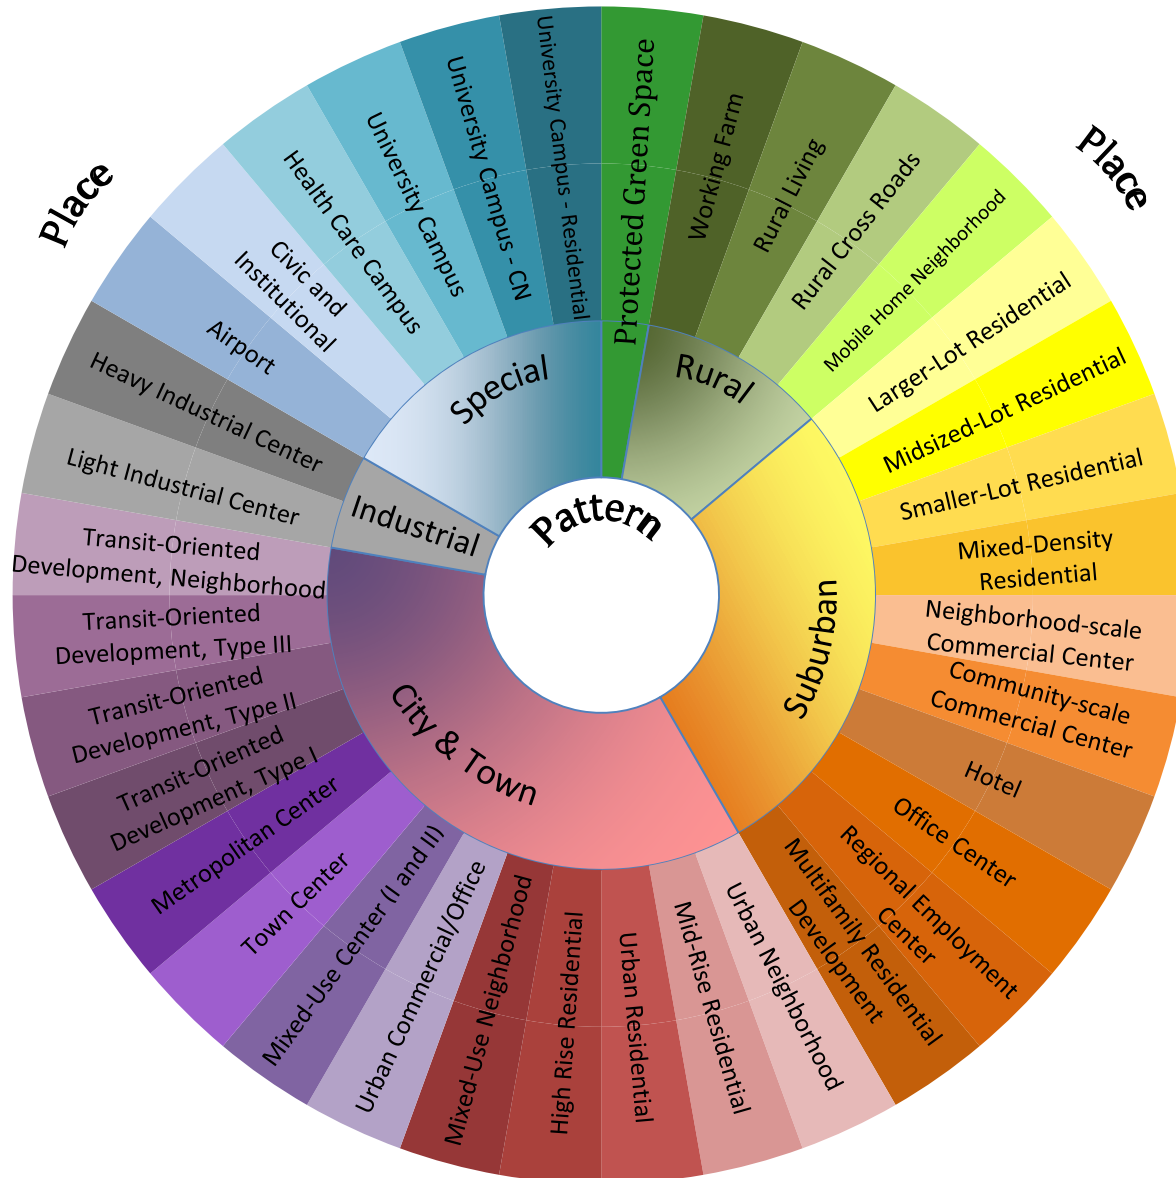 Place
Place
Pattern
Protected Green Space
Rural
Working Farm
Rural Living
Rural Cross Roads
Mobile Home Neighborhood
Suburban
Larger-Lot Residential
Midsized-Lot Residential
Smaller-Lot Residential
Mixed-Density
Residential
Neighborhood-scale
Commercial Center
Community-scale
Commercial Center
Hotel
Office Center
Regional Employment
Center
Multifamily Residential
Development
City & Town
Urban Neighborhood
Mid-Rise Residential
Urban Residential
High Rise Residential
Mixed-Use Neighborhood
Urban Commercial/Office
Mixed-Use Center (II and II)
Town Center
Metropolitan Center
Transit-Oriented
Development, Type I
Transit-Oriented
Development, Type II
Transit-Oriented
Development, Type III
Transit-Oriented
Development, Neighborhood
Industrial
Light Industrial Center
Heavy Industrial Center
Special
Airport
Civic and
Institutional
Health Care Campus
University Campus
University Campus - CN
University Campus - Residential